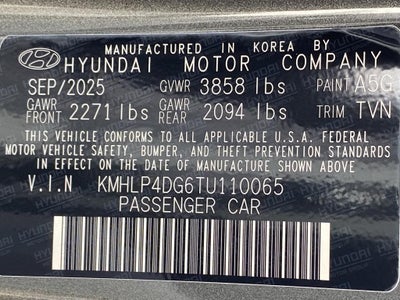 MANUFACTURED IN KOREA BY
HYUNDAI MOTOR COMPANY
SEP/2025 GVWR 3858 lbs PAINT A5G
GAWR FRONT 2271 lbs GAWR REAR 2094 lbs TRIM TVN
THIS VEHICLE CONFORMS TO ALL APPLICABLE U.S.A. FEDERAL
MOTOR VEHICLE SAFETY, BUMPER, AND THEFT PREVENTION
STANDARDS IN EFFECT ON THE DATE OF MANUFACTURE SHOWN ABOVE.
V.I.N KMHLP4DG6TU110065
PASSENGER CAR